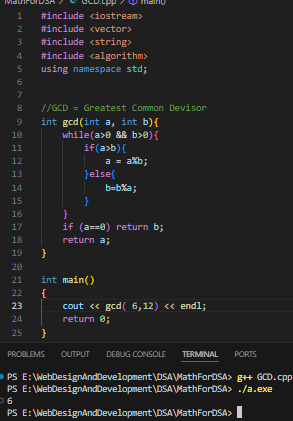 MathForDSA > GCD.cpp > main()
1 #include <iostream>
2 #include <vector>
3 #include <string>
4 #include <algorithm>
5 using namespace std;
6
7
8 //GCD = Greatest Common Devisor
9 int gcd(int a, int b){
10 while(a>0 && b>0){
11 if(a>b){
12 a = a%b;
13 }else{
14 b=b%a;
15 }
16 }
17 if (a==0) return b;
18 return a;
19 }
20
21 int main()
22 {
23 cout << gcd( 6,12) << endl;
24 return 0;
25 }
PROBLEMS OUTPUT DEBUG CONSOLE TERMINAL PORTS
PS E:\WebDesignAndDevelopment\DSA\MathForDSA> g++ GCD.cpp
PS E:\WebDesignAndDevelopment\DSA\MathForDSA> ./a.exe
6
PS E:\WebDesignAndDevelopment\DSA\MathForDSA>